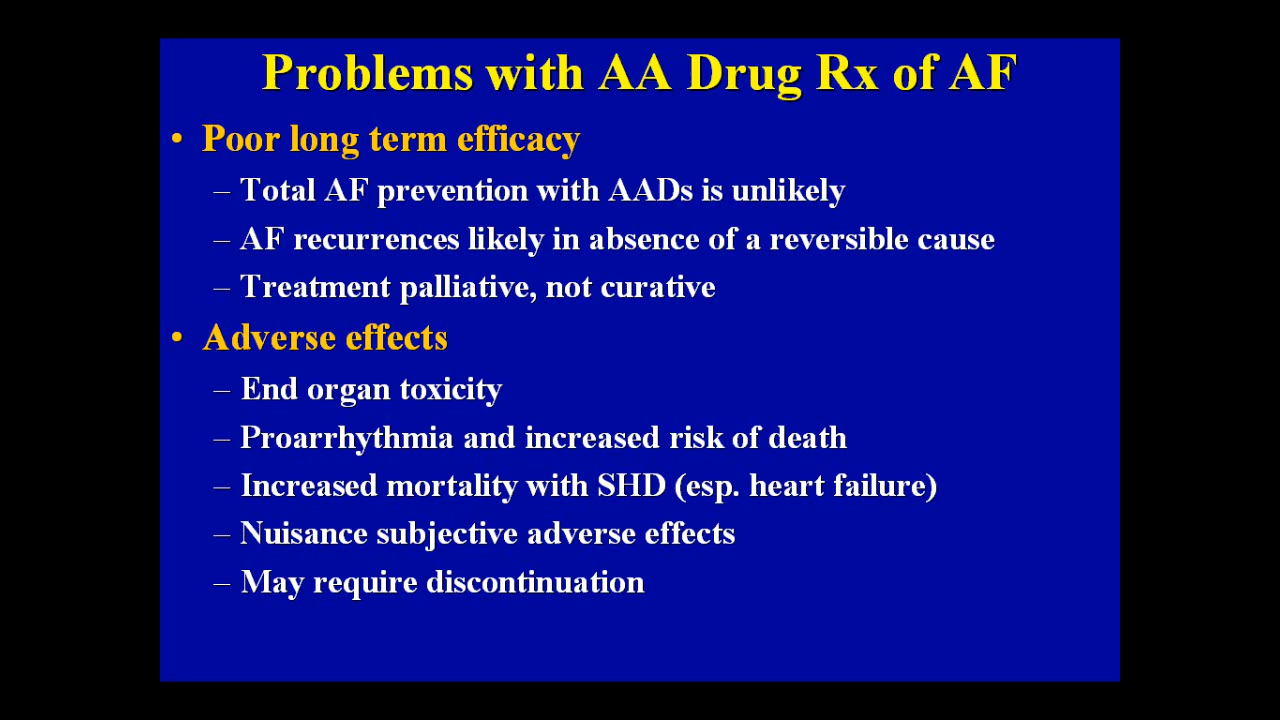 Problems with AA Drug Rx of AF
• Poor long term efficacy
– Total AF prevention with AADs is unlikely
– AF recurrences likely in absence of a reversible cause
– Treatment palliative, not curative
• Adverse effects
– End organ toxicity
– Proarrhythmia and increased risk of death
– Increased mortality with SHD (esp. heart failure)
– Nuisance subjective adverse effects
– May require discontinuation